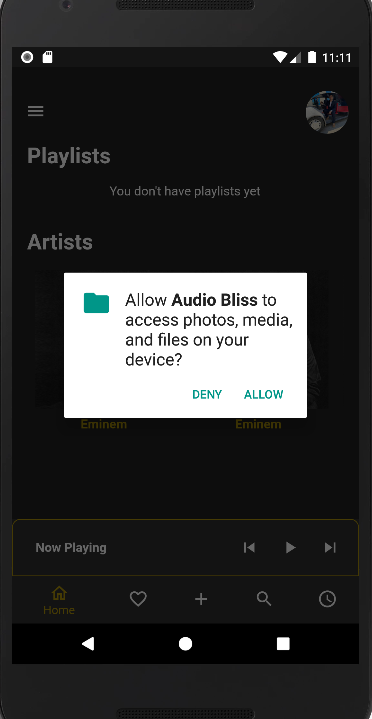 11:11
Playlists
You don't have playlists yet
Artists
Allow Audio Bliss to
access photos, media,
and files on your
device?
DENY ALLOW
Eminem Eminem
Now Playing
Home